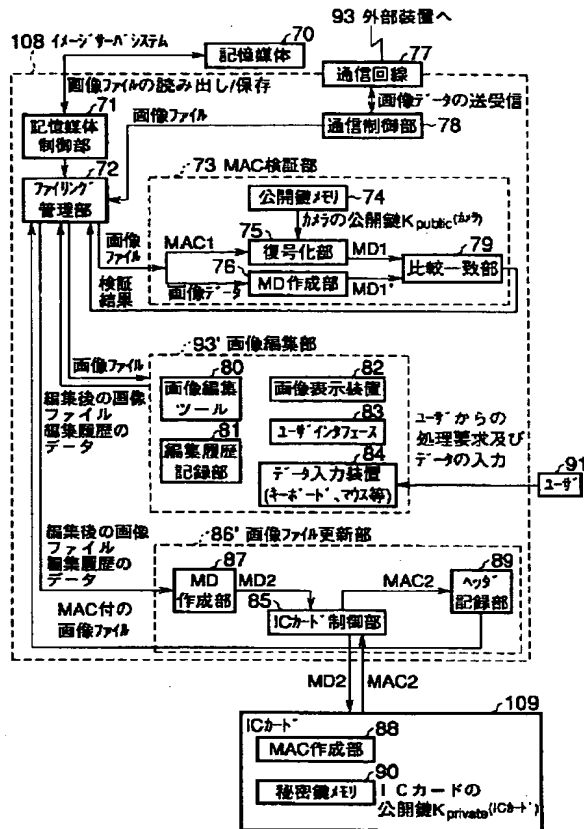 93 外部装置へ
108 イメージサーバシステム
記憶媒体 70
画像ファイルの読み出し/保存
通信回線 77
画像データの送受信
通信制御部 78
画像ファイル
71
記憶媒体
制御部
72
ファイリング
管理部
73 MAC検証部
公開鍵メモリ 74
カメラの公開鍵Kpublic(カメラ)
画像
ファイル
MAC1
75
復号化部
MD1
79
比較一致部
76
MD作成部
MD1'
画像データ
検証
結果
93' 画像編集部
画像ファイル
80
画像編集
ツール
82
画像表示装置
83
ユーザインタフェース
編集後の画像
ファイル
編集履歴の
データ
81
編集履歴
記録部
84
データ入力装置
(キーボード、マウス等)
ユーザからの
処理要求及び
データの入力
91
ユーザ
86' 画像ファイル更新部
編集後の画像
ファイル
編集履歴の
データ
87
MD
作成部
MD2
85
ICカード制御部
MAC2
89
ヘッダ
記録部
MAC付の
画像ファイル
MD2
MAC2
109
ICカード
88
MAC作成部
90
秘密鍵メモリ
ICカードの
公開鍵Kprivate(ICカード)